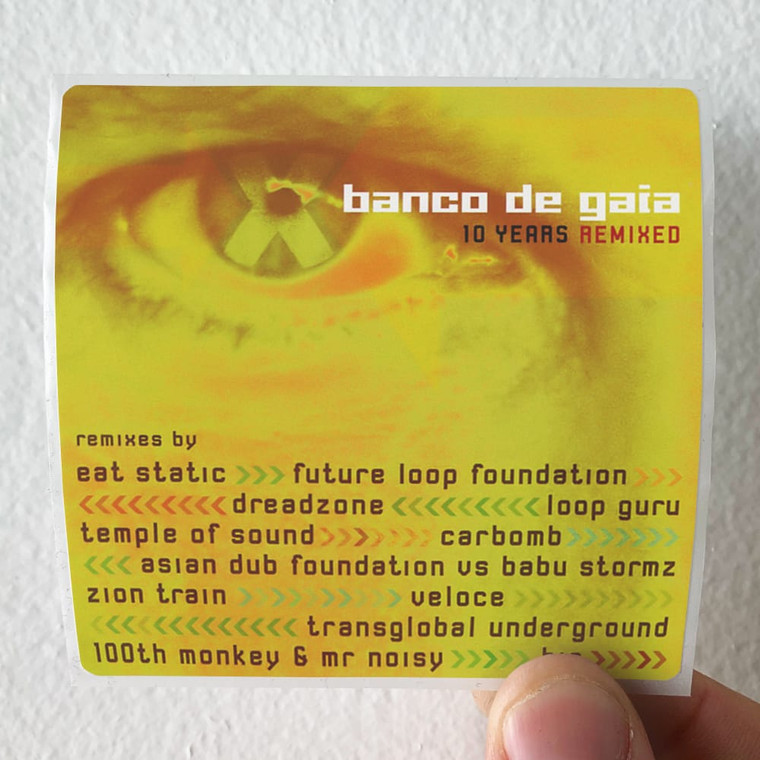 banco de gaia
10 YEARS REMIXED
remixes by
eat static >>> future loop foundation >>>
<<<<<<<<< dreadzone <<<<<<<<< loop guru
temple of sound >>>>>>> carbomb >>>>>>>
<<< asian dub foundation vs babu stormz
zion train >>>>>>>>>> veloce >>>>>>>>>>
<<<<<<<<<<<< transglobal underground
100th monkey & mr noisy >>>>> >>>>>